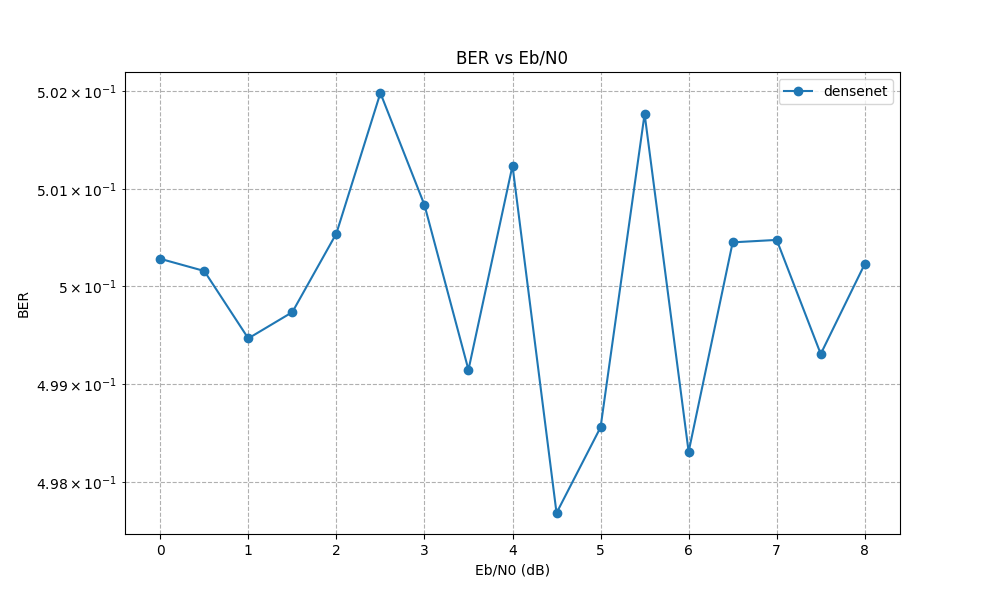 BER vs Eb/N0
densenet
5.02 × 10⁻¹
5.01 × 10⁻¹
5 × 10⁻¹
4.99 × 10⁻¹
4.98 × 10⁻¹
BER
0 1 2 3 4 5 6 7 8
Eb/N0 (dB)